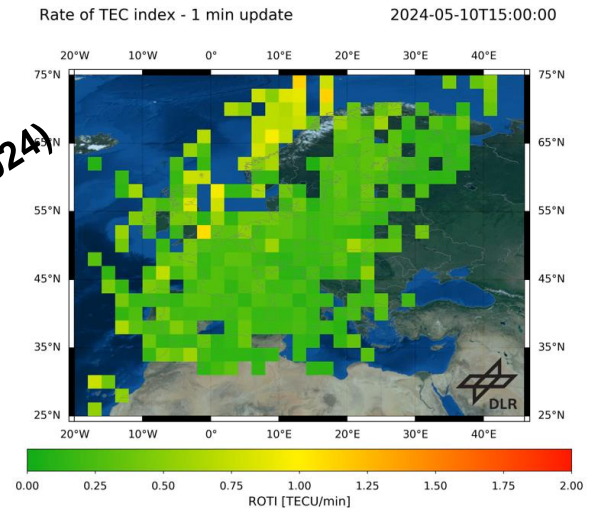 Rate of TEC index - 1 min update 2024-05-10T15:00:00
20°W 10°W 0° 10°E 20°E 30°E 40°E
75°N 75°N
24)
65°N
55°N 55°N
45°N 45°N
35°N 35°N
DLR
25°N 25°N
20°W 10°W 0° 10°E 20°E 30°E 40°E
0.00 0.25 0.50 0.75 1.00 1.25 1.50 1.75 2.00
ROTI [TECU/min]